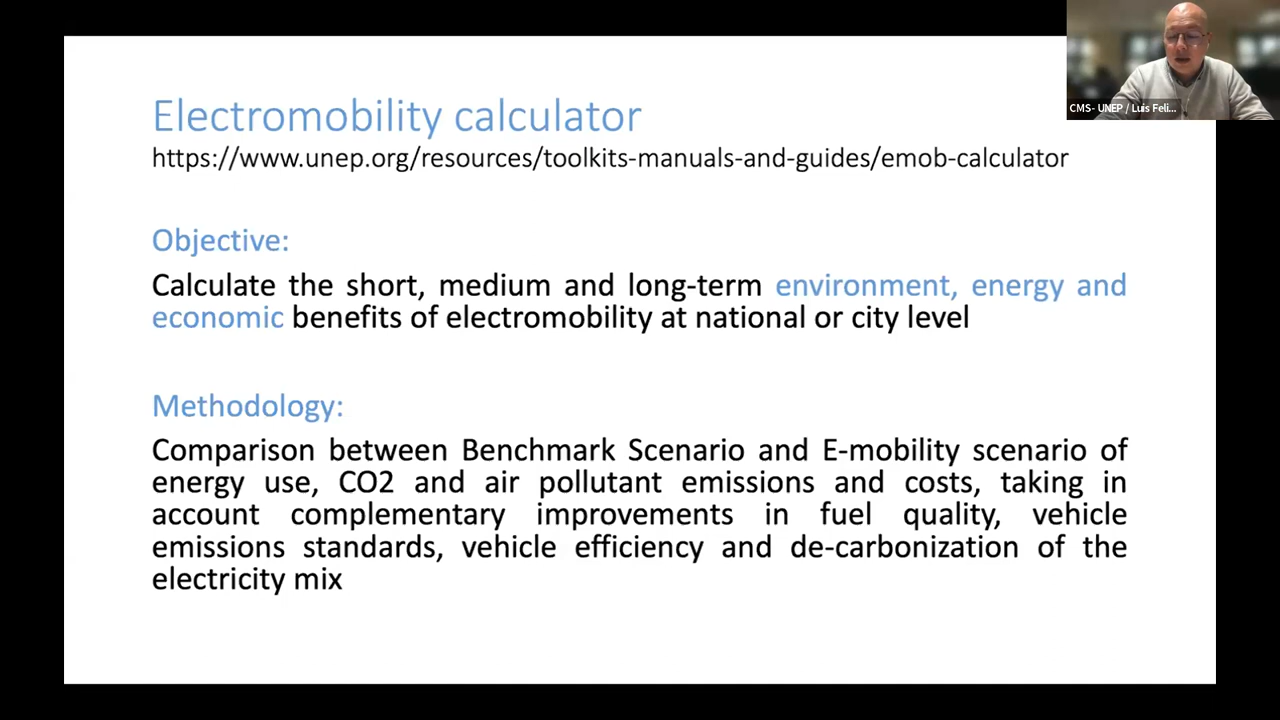 CMS- UNEP / Luis Feli...
Electromobility calculator
https://www.unep.org/resources/toolkits-manuals-and-guides/emob-calculator
Objective:
Calculate the short, medium and long-term environment, energy and
economic benefits of electromobility at national or city level
Methodology:
Comparison between Benchmark Scenario and E-mobility scenario of
energy use, CO2 and air pollutant emissions and costs, taking in
account complementary improvements in fuel quality, vehicle
emissions standards, vehicle efficiency and de-carbonization of the
electricity mix